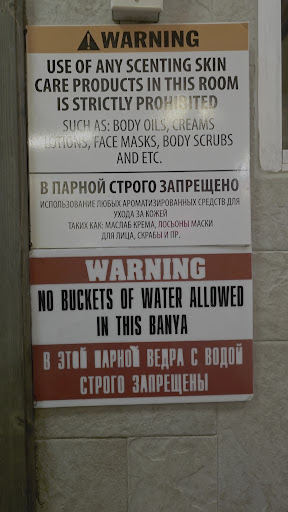 WARNING
USE OF ANY SCENTING SKIN
CARE PRODUCTS IN THIS ROOM
IS STRICTLY PROHIBITED
SUCH AS: BODY OILS, CREAMS
LOTIONS, FACE MASKS, BODY SCRUBS
AND ETC.
В ПАРНОЙ СТРОГО ЗАПРЕЩЕНО
ИСПОЛЬЗОВАНИЕ ЛЮБЫХ АРОМАТИЗИРОВАННЫХ СРЕДСТВ ДЛЯ
УХОДА ЗА КОЖЕЙ
ТАКИХ КАК: МАСЛАБ КРЕМА, ЛОСЬОНЫ МАСКИ
ДЛЯ ЛИЦА, СКРАБЫ И ПР.
WARNING
NO BUCKETS OF WATER ALLOWED
IN THIS BANYA
В ЭТОЙ ПАРНОЙ ВЕДРА С ВОДОЙ
СТРОГО ЗАПРЕЩЕНЫ